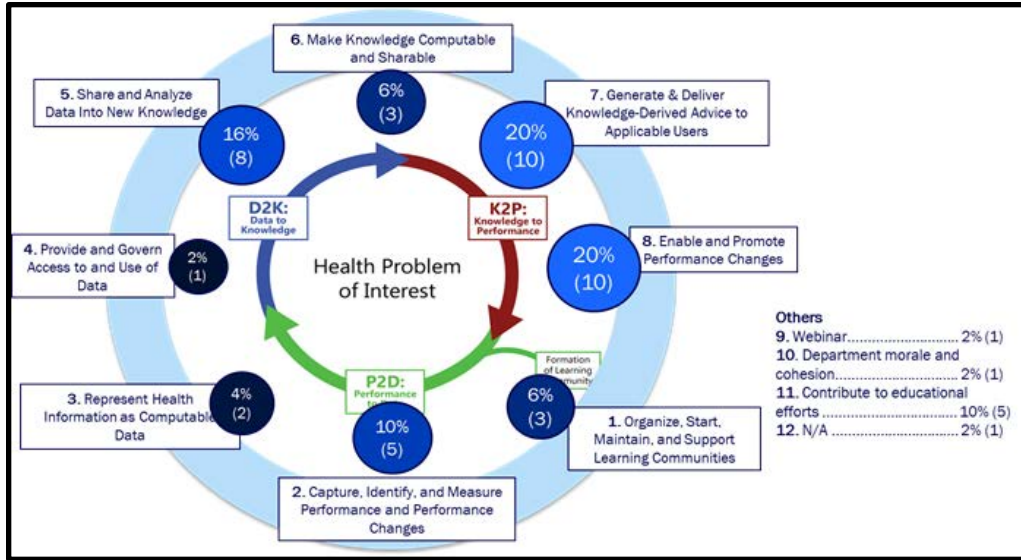 6. Make Knowledge Computable
and Sharable
6%
(3)
5. Share and Analyze
Data Into New Knowledge
16%
(8)
7. Generate & Deliver
Knowledge-Derived Advice to
Applicable Users
20%
(10)
D2K:
Data to
Knowledge
K2P:
Knowledge to
Performance
4. Provide and Govern
Access to and Use of
Data
2%
(1)
Health Problem
of Interest
8. Enable and Promote
Performance Changes
20%
(10)
Others
9. Webinar........................... 2% (1)
10. Department morale and
cohesion............................. 2% (1)
11. Contribute to educational
efforts ............................... 10% (5)
12. N/A ............................... 2% (1)
3. Represent Health
Information as Computable
Data
4%
(2)
P2D:
Performance
10%
(5)
Formation
of Learning
6%
(3)
1. Organize, Start,
Maintain, and Support
Learning Communities
2. Capture, Identify, and Measure
Performance and Performance
Changes